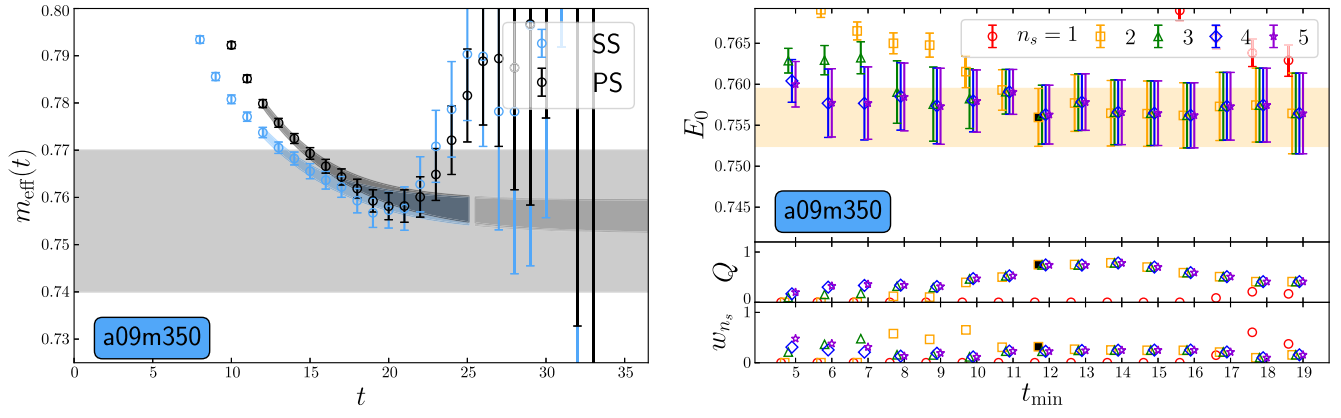 0.80
0.79
0.78
0.77
0.76
0.75
0.74
0.73
m_eff(t)
0
5
10
15
20
25
30
35
t
SS
PS
a09m350
0.765
0.760
0.755
0.750
0.745
E_0
n_s = 1
2
3
4
5
a09m350
1
0
Q
1
0
w_{n_s}
5 6 7 8 9 10 11 12 13 14 15 16 17 18 19
t_min